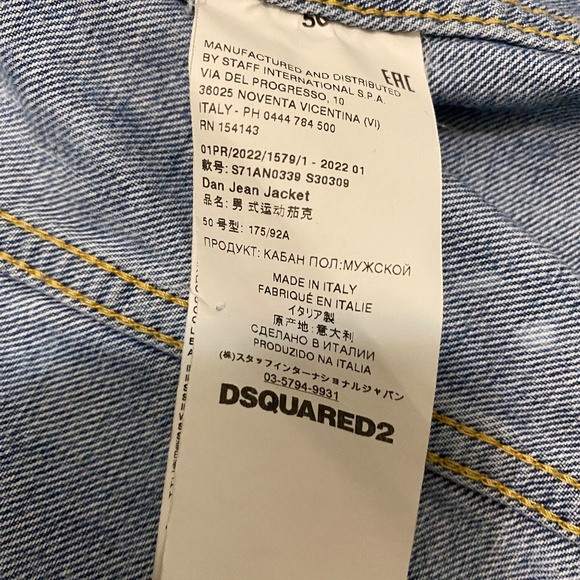 50
MANUFACTURED AND DISTRIBUTED
BY STAFF INTERNATIONAL S.P.A.
VIA DEL PROGRESSO, 10
36025 NOVENTA VICENTINA (VI)
ITALY - PH 0444 784 500
RN 154143
EAC
01PR/2022/1579/1 - 2022 01
款号: S71AN0339 S30309
Dan Jean Jacket
品名: 男式运动茄克
50 号型: 175/92A
ПРОДУКТ: КАБАН ПОЛ:МУЖСКОЙ
MADE IN ITALY
FABRIQUÉ EN ITALIE
イタリア製
原产地:意大利
СДЕЛАНО В ИТАЛИИ
PRODUZIDO NA ITALIA
(株)スタッフインターナショナルジャパン
03-5794-9931
DSQUARED2